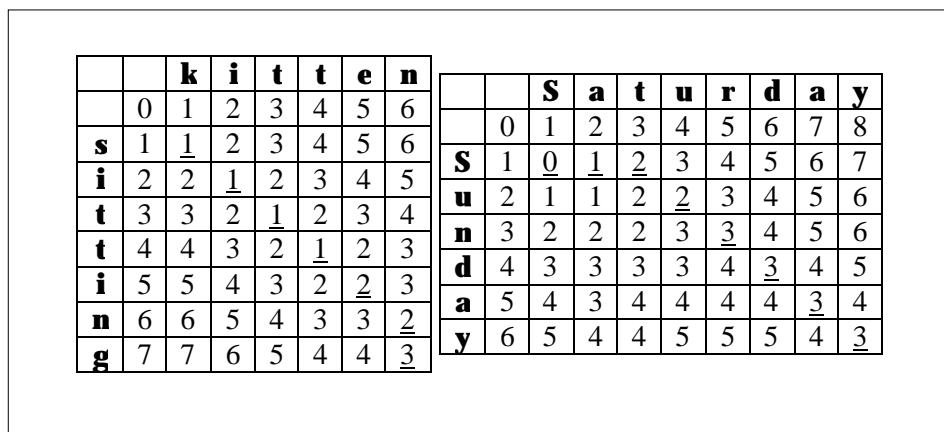 k i t t e n
0 1 2 3 4 5 6
s 1 1 2 3 4 5 6
i 2 2 1 2 3 4 5
t 3 3 2 1 2 3 4
t 4 4 3 2 1 2 3
i 5 5 4 3 2 2 3
n 6 6 5 4 3 3 2
g 7 7 6 5 4 4 3
S a t u r d a y
0 1 2 3 4 5 6 7 8
S 1 0 1 2 3 4 5 6 7
u 2 1 1 2 2 3 4 5 6
n 3 2 2 2 3 3 4 5 6
d 4 3 3 3 3 4 3 4 5
a 5 4 3 4 4 4 4 3 4
y 6 5 4 4 5 5 5 4 3